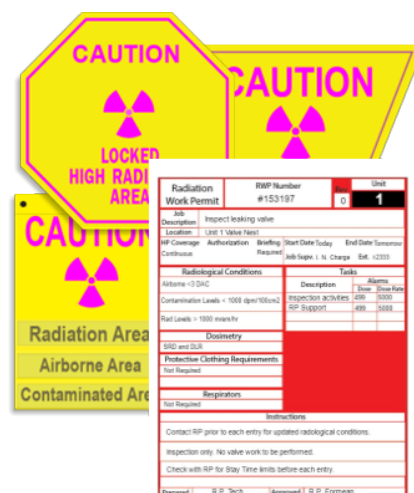 CAUTION
LOCKED
HIGH RADI
AREA
CAUTION
CAUTION
Radiation Area
Airborne Area
Contaminated Are
Radiation
Work Permit
RWP Number
#153197
Rev.
0
Unit
1
Job
Description
Inspect leaking valve
Location
Unit 1 Valve Nest
HP Coverage
Authorization
Briefing
Start Date Today
End Date Tomorrow
Continuous
Required
Job Supv. I. N. Charge
Ext. x2333
Radiological Conditions
Tasks
Airborne <3 DAC
Description
Alarms
Dose
Dose Rate
Contamination Levels < 1000 dpm/100cm2
Inspection activities
499
5000
RP Support
499
5000
Rad Levels > 1000 mrem/hr
Dosimetry
SRD and DLR
Protective Clothing Requirements
Not Required
Respirators
Not Required
Instructions
Contact RP prior to each entry for updated radiological conditions.
Inspection only. No valve work to be performed.
Check with RP for Stay Time limits before each entry.
Prepared
R.P. Tech
Approved
R.P. Foreman